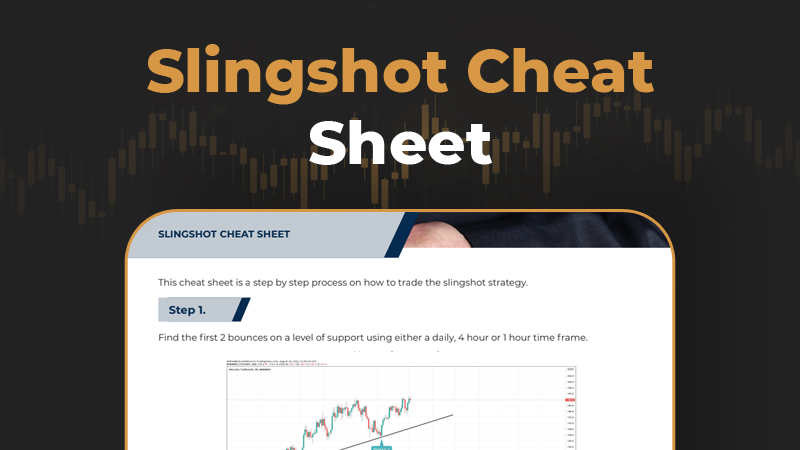 Slingshot Cheat
Sheet
SLINGSHOT CHEAT SHEET
This cheat sheet is a step by step process on how to trade the slingshot strategy.
Step 1.
Find the first 2 bounces on a level of support using either a daily, 4 hour or 1 hour time frame.